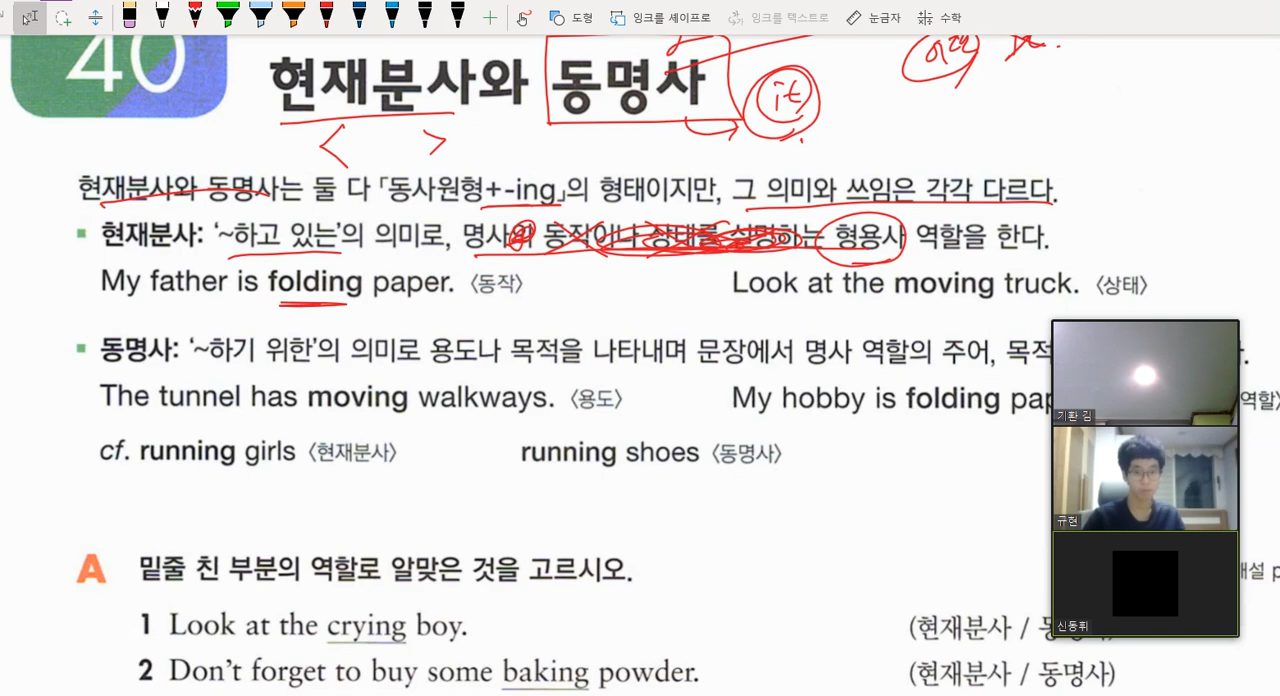 도형 잉크를 셰이프로 잉크를 텍스트로 눈금자 수학
40 현재분사와 동명사 it
현재분사와 동명사는 둘 다 「동사원형+-ing」의 형태이지만, 그 의미와 쓰임은 각각 다르다.
현재분사: ‘~하고 있는’의 의미로, 명사의 동작이나 상태를 설명하는 형용사 역할을 한다.
My father is folding paper. 〈동작〉 Look at the moving truck. 〈상태〉
동명사: ‘~하기 위한’의 의미로 용도나 목적을 나타내며 문장에서 명사 역할의 주어, 목적
The tunnel has moving walkways. 〈용도〉 My hobby is folding pap 역할〉
cf. running girls 〈현재분사〉 running shoes 〈동명사〉
기환 김
규현
신동휘
A 밑줄 친 부분의 역할로 알맞은 것을 고르시오.
1 Look at the crying boy. (현재분사 / 동명사)
2 Don't forget to buy some baking powder. (현재분사 / 동명사)